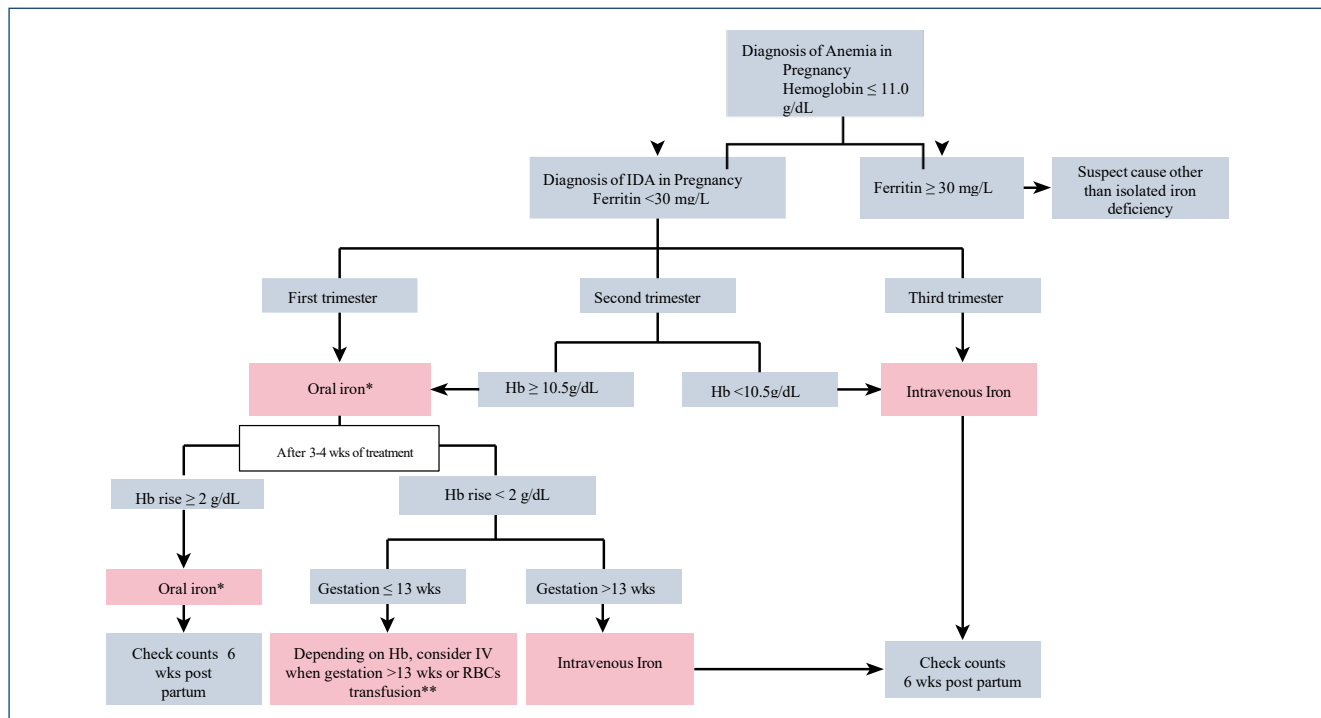 Diagnosis of Anemia in
Pregnancy
Hemoglobin ≤ 11.0
g/dL
Diagnosis of IDA in Pregnancy
Ferritin <30 mg/L
Ferritin ≥ 30 mg/L
Suspect cause other
than isolated iron
deficiency
First trimester
Second trimester
Third trimester
Oral iron*
Hb ≥ 10.5g/dL
Hb <10.5g/dL
Intravenous Iron
After 3-4 wks of treatment
Hb rise ≥ 2 g/dL
Hb rise < 2 g/dL
Oral iron*
Gestation ≤ 13 wks
Gestation >13 wks
Check counts 6
wks post
partum
Depending on Hb, consider IV
when gestation >13 wks or RBCs
transfusion**
Intravenous Iron
Check counts
6 wks post partum